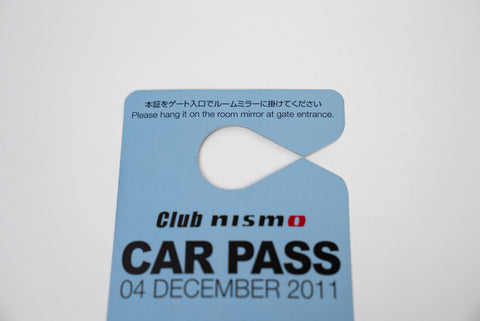 本証をゲート入口でルームミラーに掛けてください
Please hang it on the room mirror at gate entrance.
Club nismo
CAR PASS
04 DECEMBER 2011